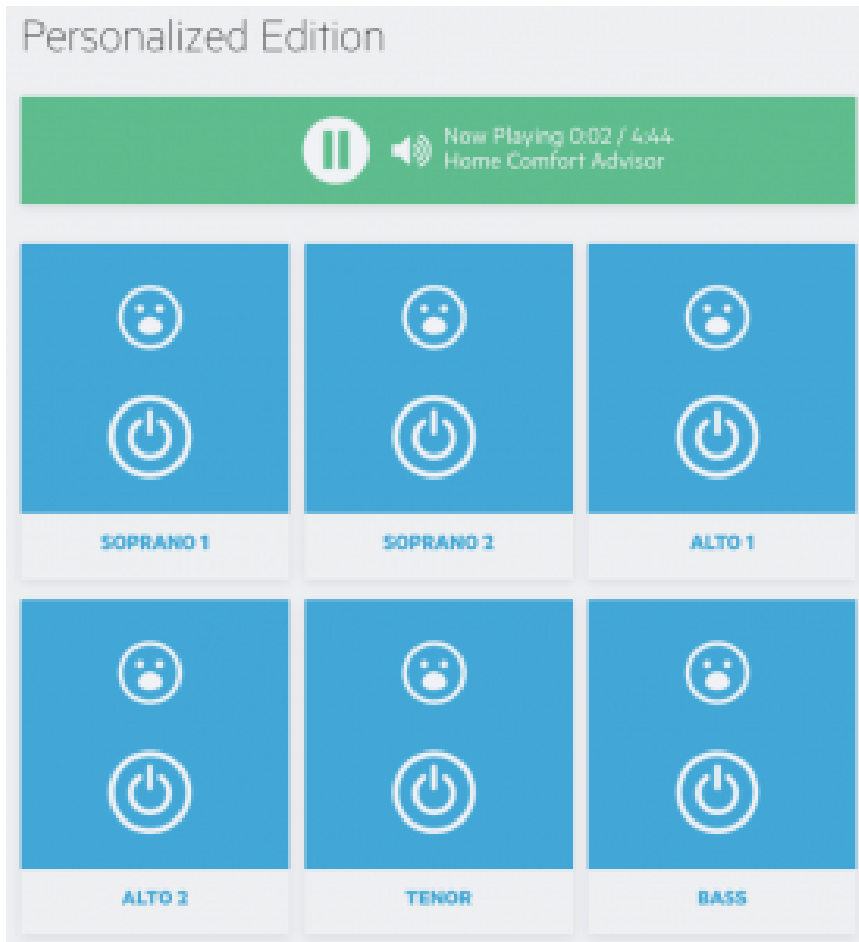 Personalized Edition
Now Playing 0:02 / 4:44
Home Comfort Advisor
SOPRANO 1
SOPRANO 2
ALTO 1
ALTO 2
TENOR
BASS